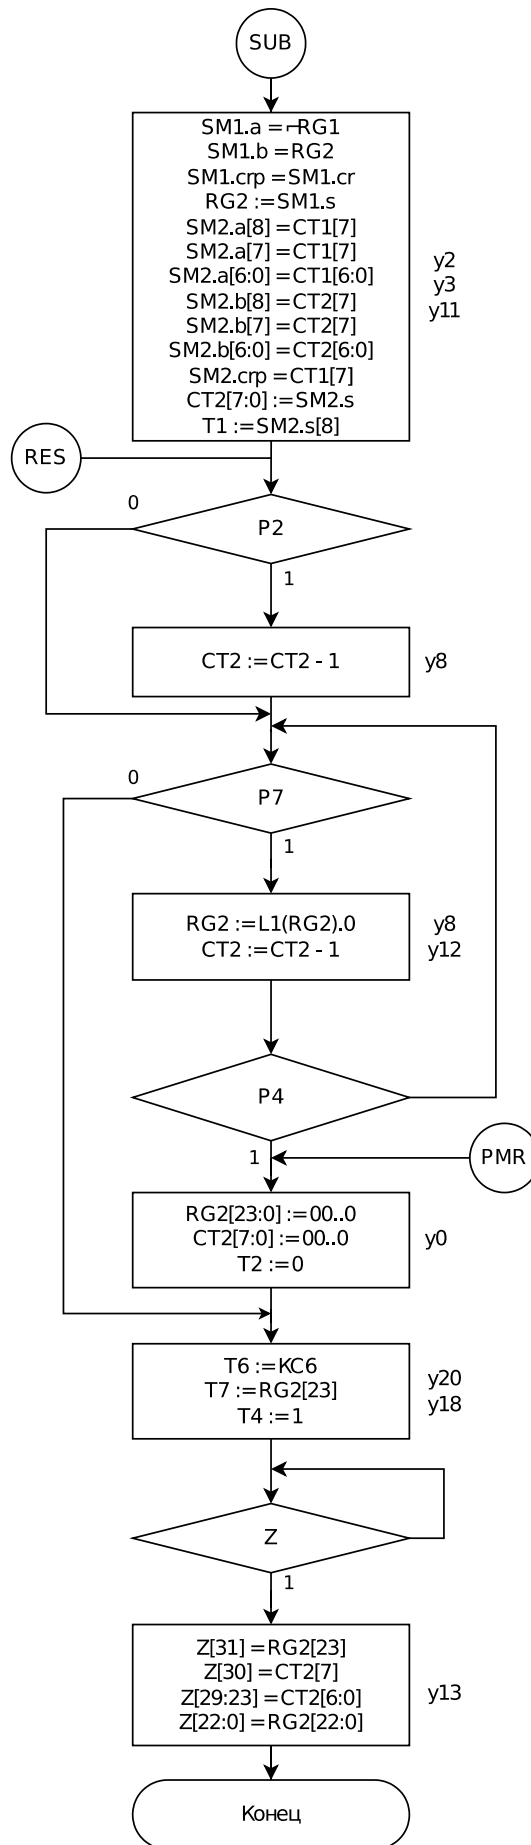 SUB
SM1.a = ¬RG1
SM1.b = RG2
SM1.crp = SM1.cr
RG2 := SM1.s
SM2.a[8] = CT1[7]
SM2.a[7] = CT1[7]
SM2.a[6:0] = CT1[6:0]
SM2.b[8] = CT2[7]
SM2.b[7] = CT2[7]
SM2.b[6:0] = CT2[6:0]
SM2.crp = CT1[7]
CT2[7:0] := SM2.s
T1 := SM2.s[8]
y2
y3
y11
RES
0
P2
1
CT2 := CT2 - 1
y8
0
P7
1
RG2 := L1(RG2).0
CT2 := CT2 - 1
y8
y12
P4
1
PMR
RG2[23:0] := 00..0
CT2[7:0] := 00..0
T2 := 0
y0
T6 := KC6
T7 := RG2[23]
T4 := 1
y20
y18
Z
1
Z[31] = RG2[23]
Z[30] = CT2[7]
Z[29:23] = CT2[6:0]
Z[22:0] = RG2[22:0]
y13
Конец